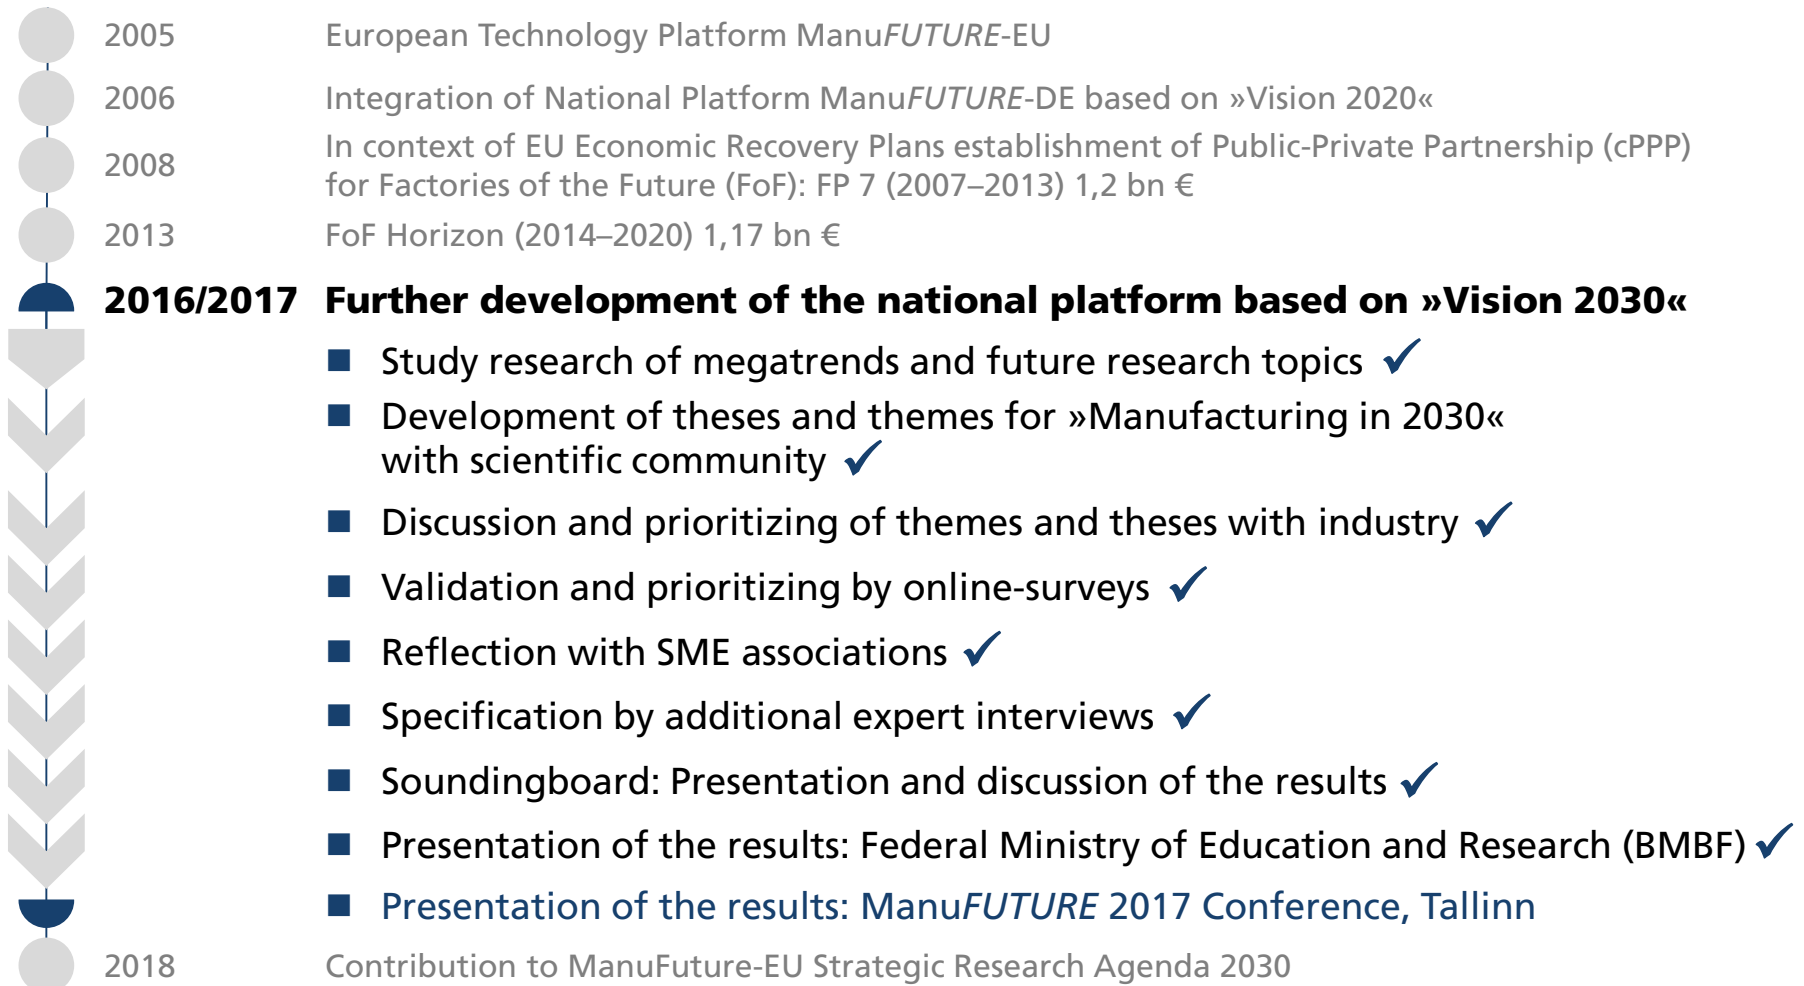 2005 European Technology Platform ManuFUTURE-EU
2006 Integration of National Platform ManuFUTURE-DE based on »Vision 2020«
2008 In context of EU Economic Recovery Plans establishment of Public-Private Partnership (cPPP)
for Factories of the Future (FoF): FP 7 (2007–2013) 1,2 bn €
2013 FoF Horizon (2014–2020) 1,17 bn €
2016/2017 Further development of the national platform based on »Vision 2030«
■ Study research of megatrends and future research topics ✓
■ Development of theses and themes for »Manufacturing in 2030«
with scientific community ✓
■ Discussion and prioritizing of themes and theses with industry ✓
■ Validation and prioritizing by online-surveys ✓
■ Reflection with SME associations ✓
■ Specification by additional expert interviews ✓
■ Soundingboard: Presentation and discussion of the results ✓
■ Presentation of the results: Federal Ministry of Education and Research (BMBF) ✓
■ Presentation of the results: ManuFUTURE 2017 Conference, Tallinn
2018 Contribution to ManuFuture-EU Strategic Research Agenda 2030